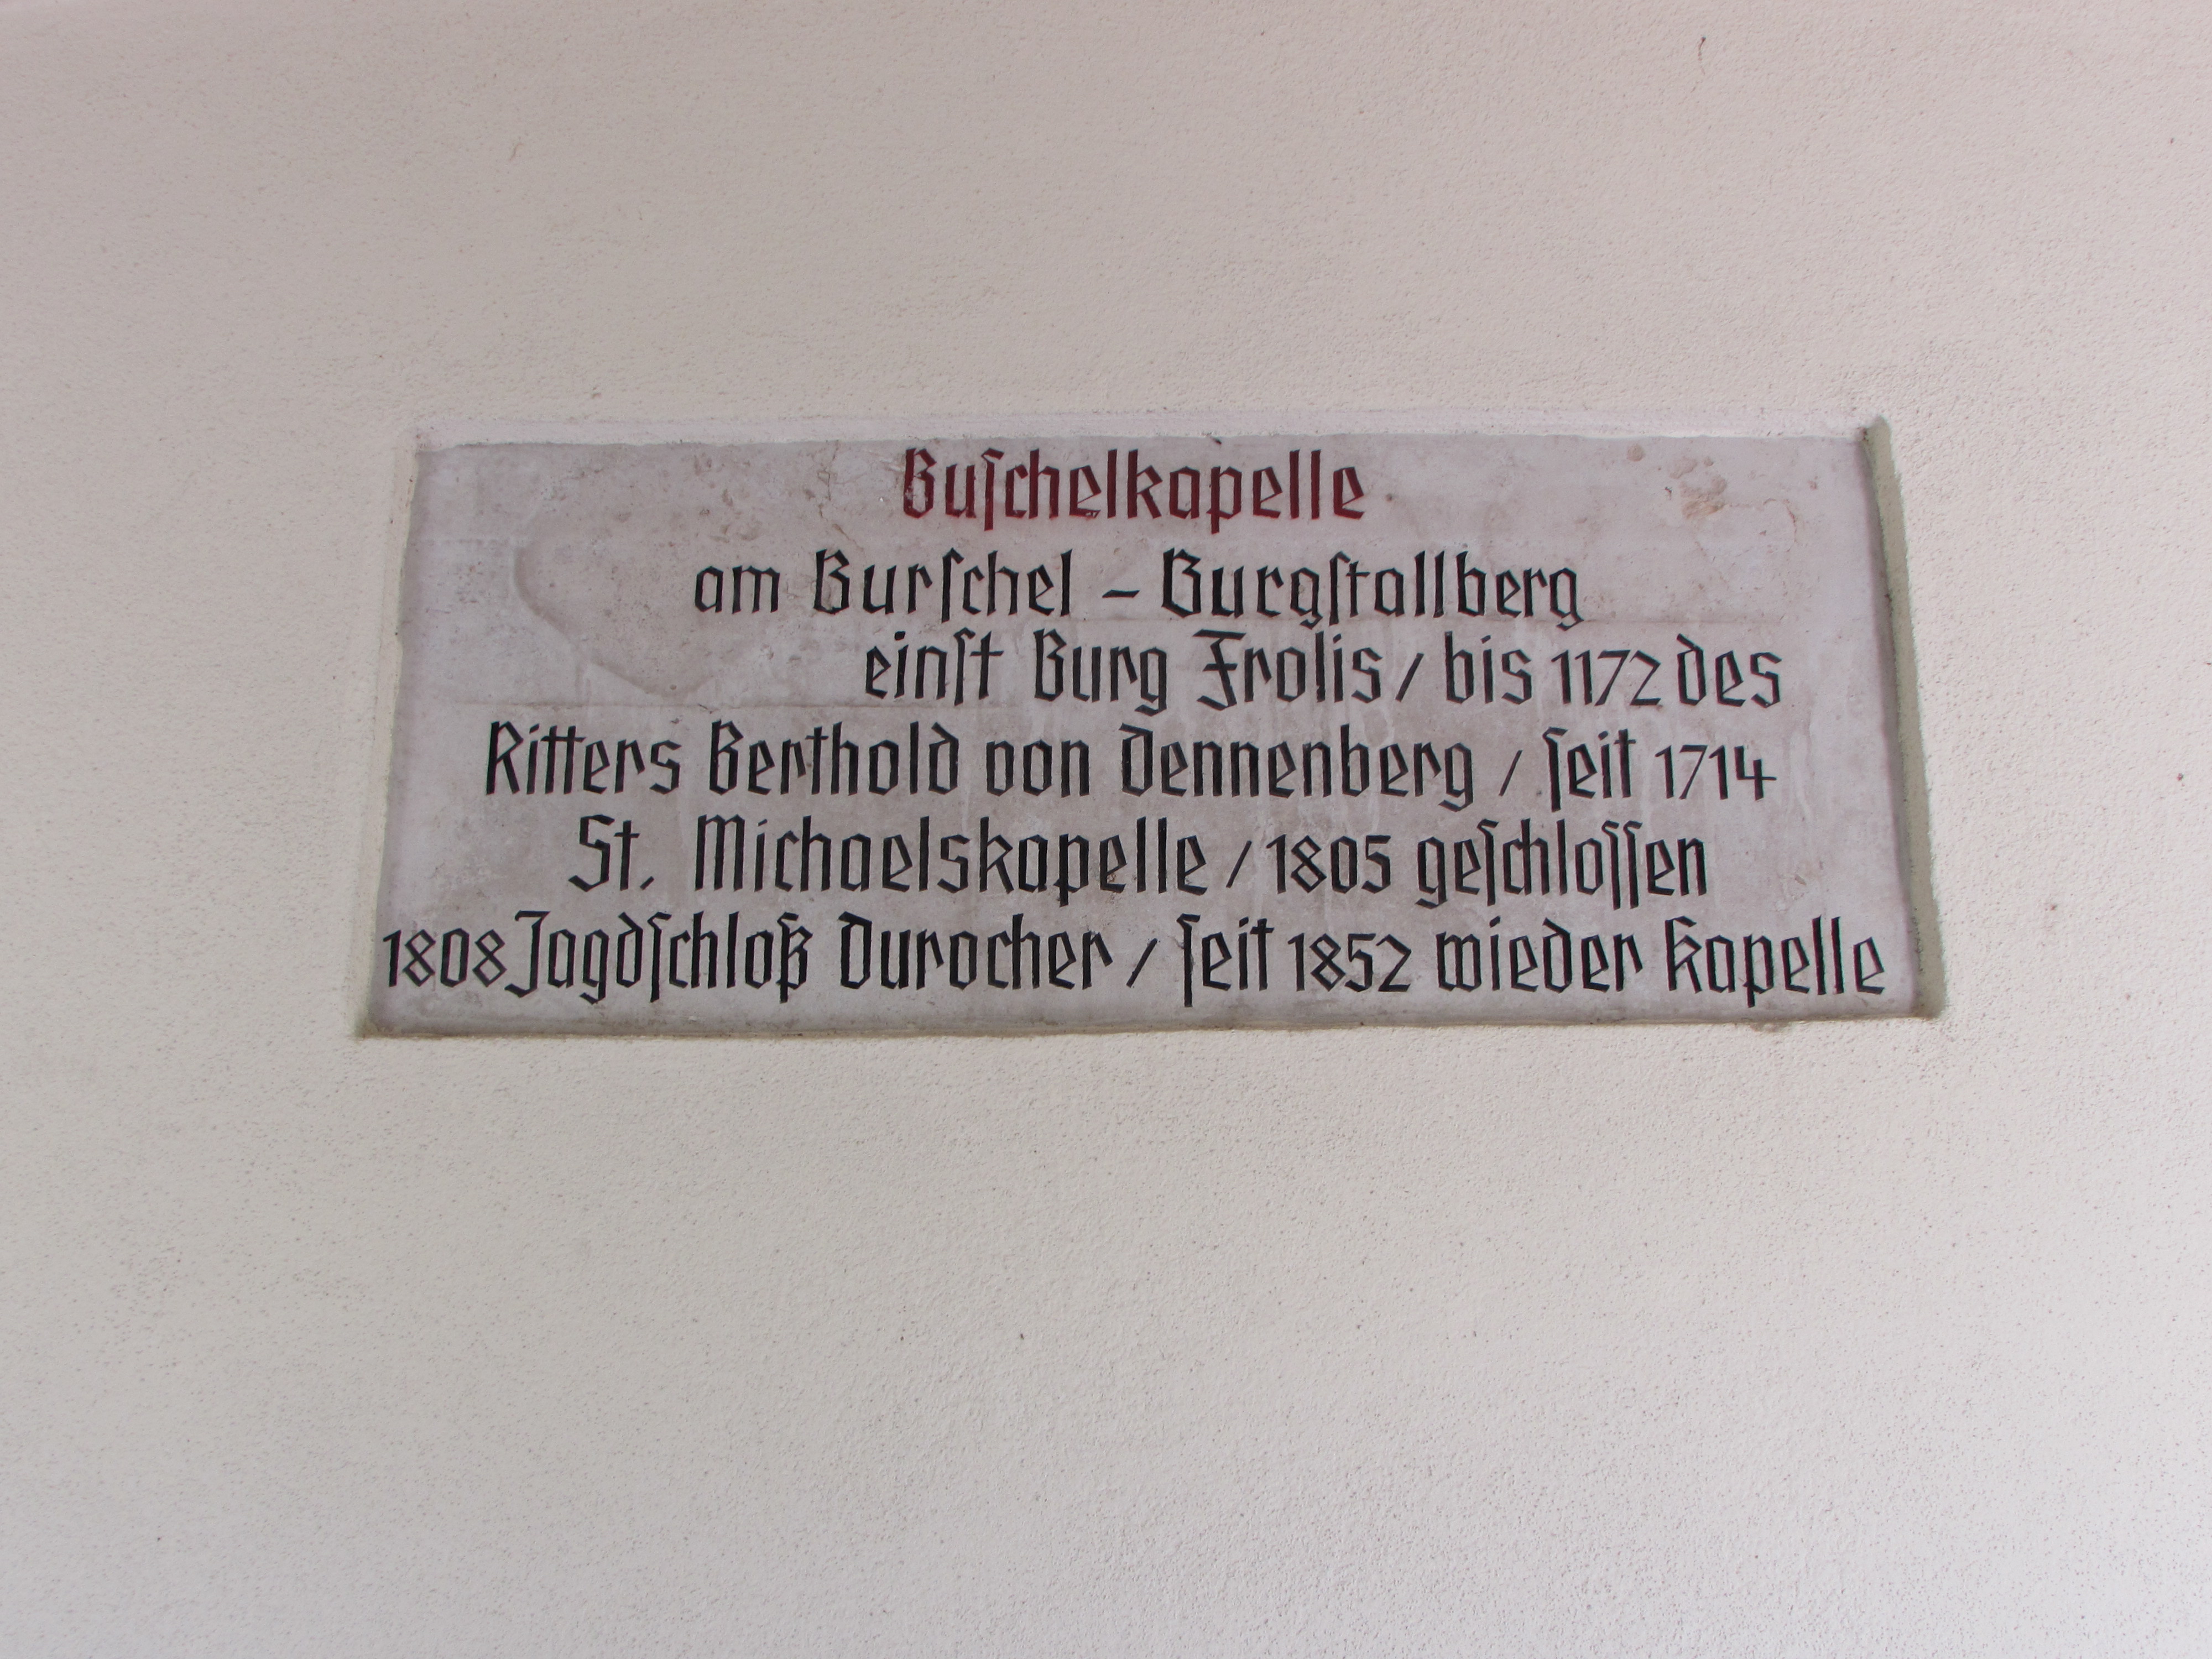 Buſchelkapelle
am Burſchel – Burgſtallberg
einſt Burg Frolis / bis 1172 des
Ritters Berthold von Dennenberg / ſeit 1714
St. Michaelskapelle / 1805 geſchloſſen
1808 Jagdſchloß Durocher / ſeit 1852 wieder Kapelle